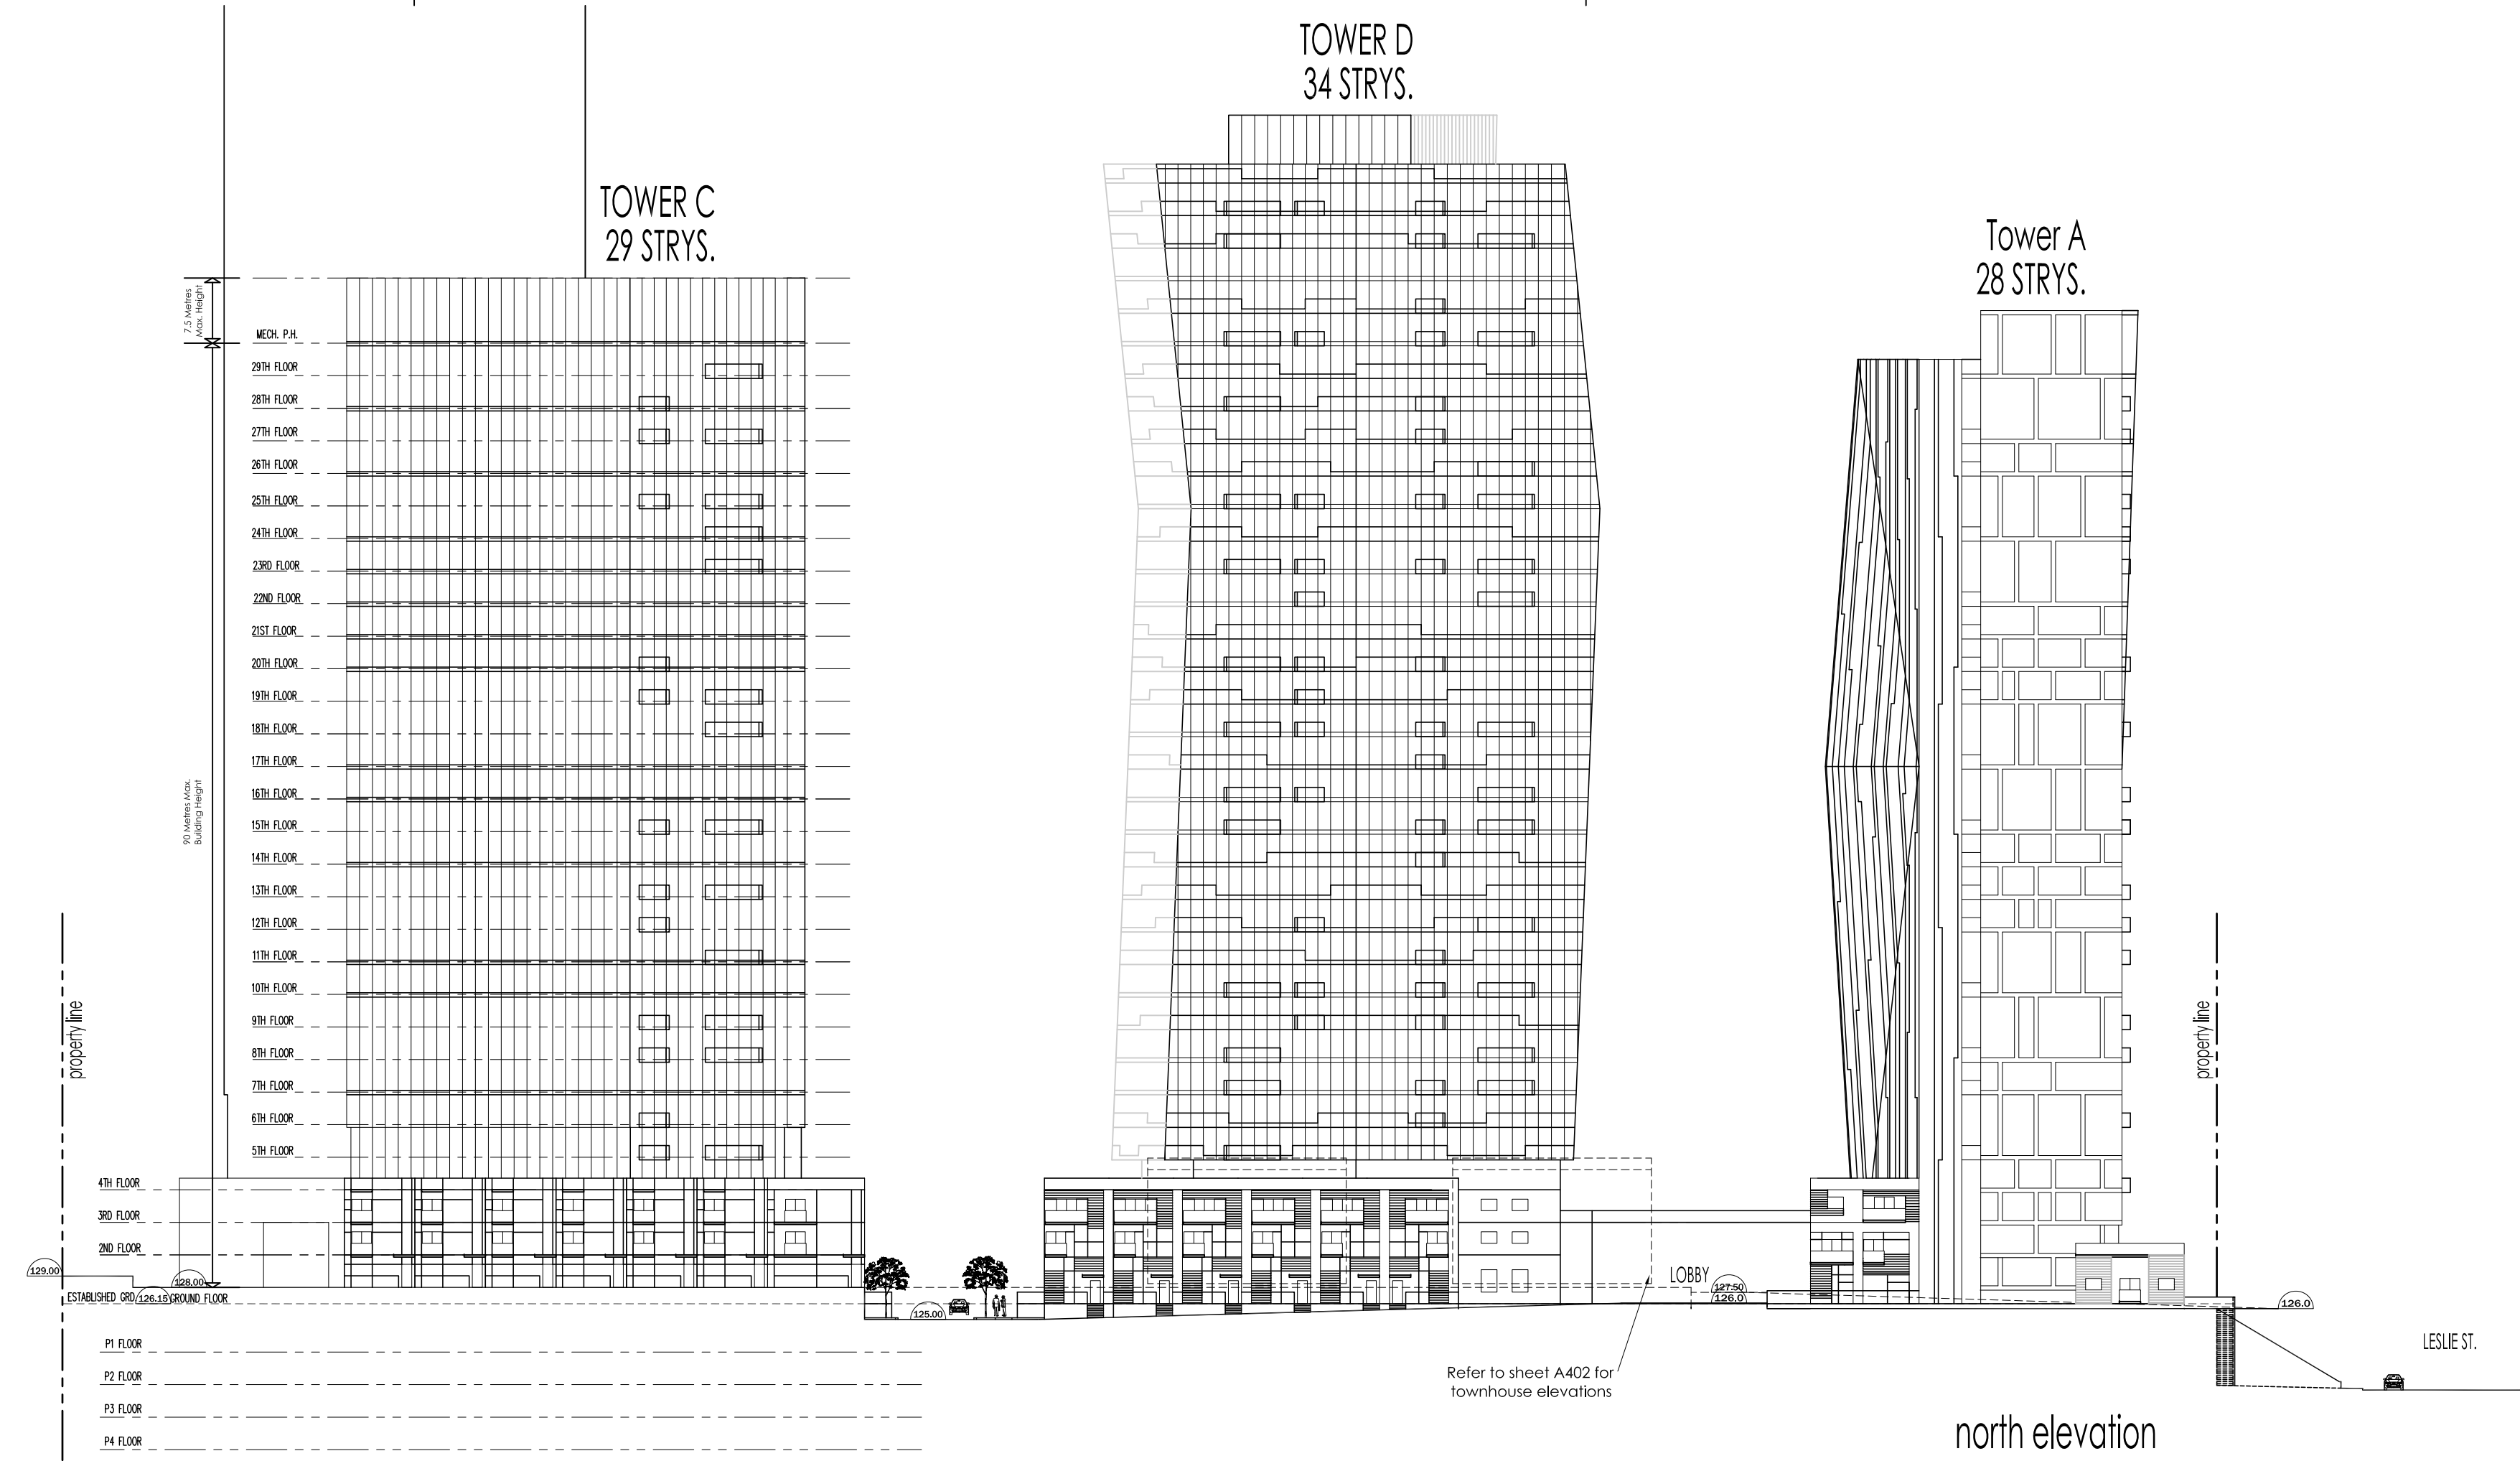 TOWER D
34 STRYS.
TOWER C
29 STRYS.
Tower A
28 STRYS.
7.5 Metres
Max. Height
MECH. P.H.
29TH FLOOR
28TH FLOOR
27TH FLOOR
26TH FLOOR
25TH FLOOR
24TH FLOOR
23RD FLOOR
22ND FLOOR
21ST FLOOR
20TH FLOOR
19TH FLOOR
18TH FLOOR
17TH FLOOR
90 Metres Max.
Building Height
16TH FLOOR
15TH FLOOR
14TH FLOOR
13TH FLOOR
12TH FLOOR
11TH FLOOR
10TH FLOOR
9TH FLOOR
8TH FLOOR
7TH FLOOR
6TH FLOOR
5TH FLOOR
4TH FLOOR
3RD FLOOR
2ND FLOOR
property line
property line
129.00
128.00
ESTABLISHED GRD
126.15
GROUND FLOOR
125.00
LOBBY
127.50
126.0
126.0
P1 FLOOR
P2 FLOOR
P3 FLOOR
P4 FLOOR
Refer to sheet A402 for
townhouse elevations
LESLIE ST.
north elevation